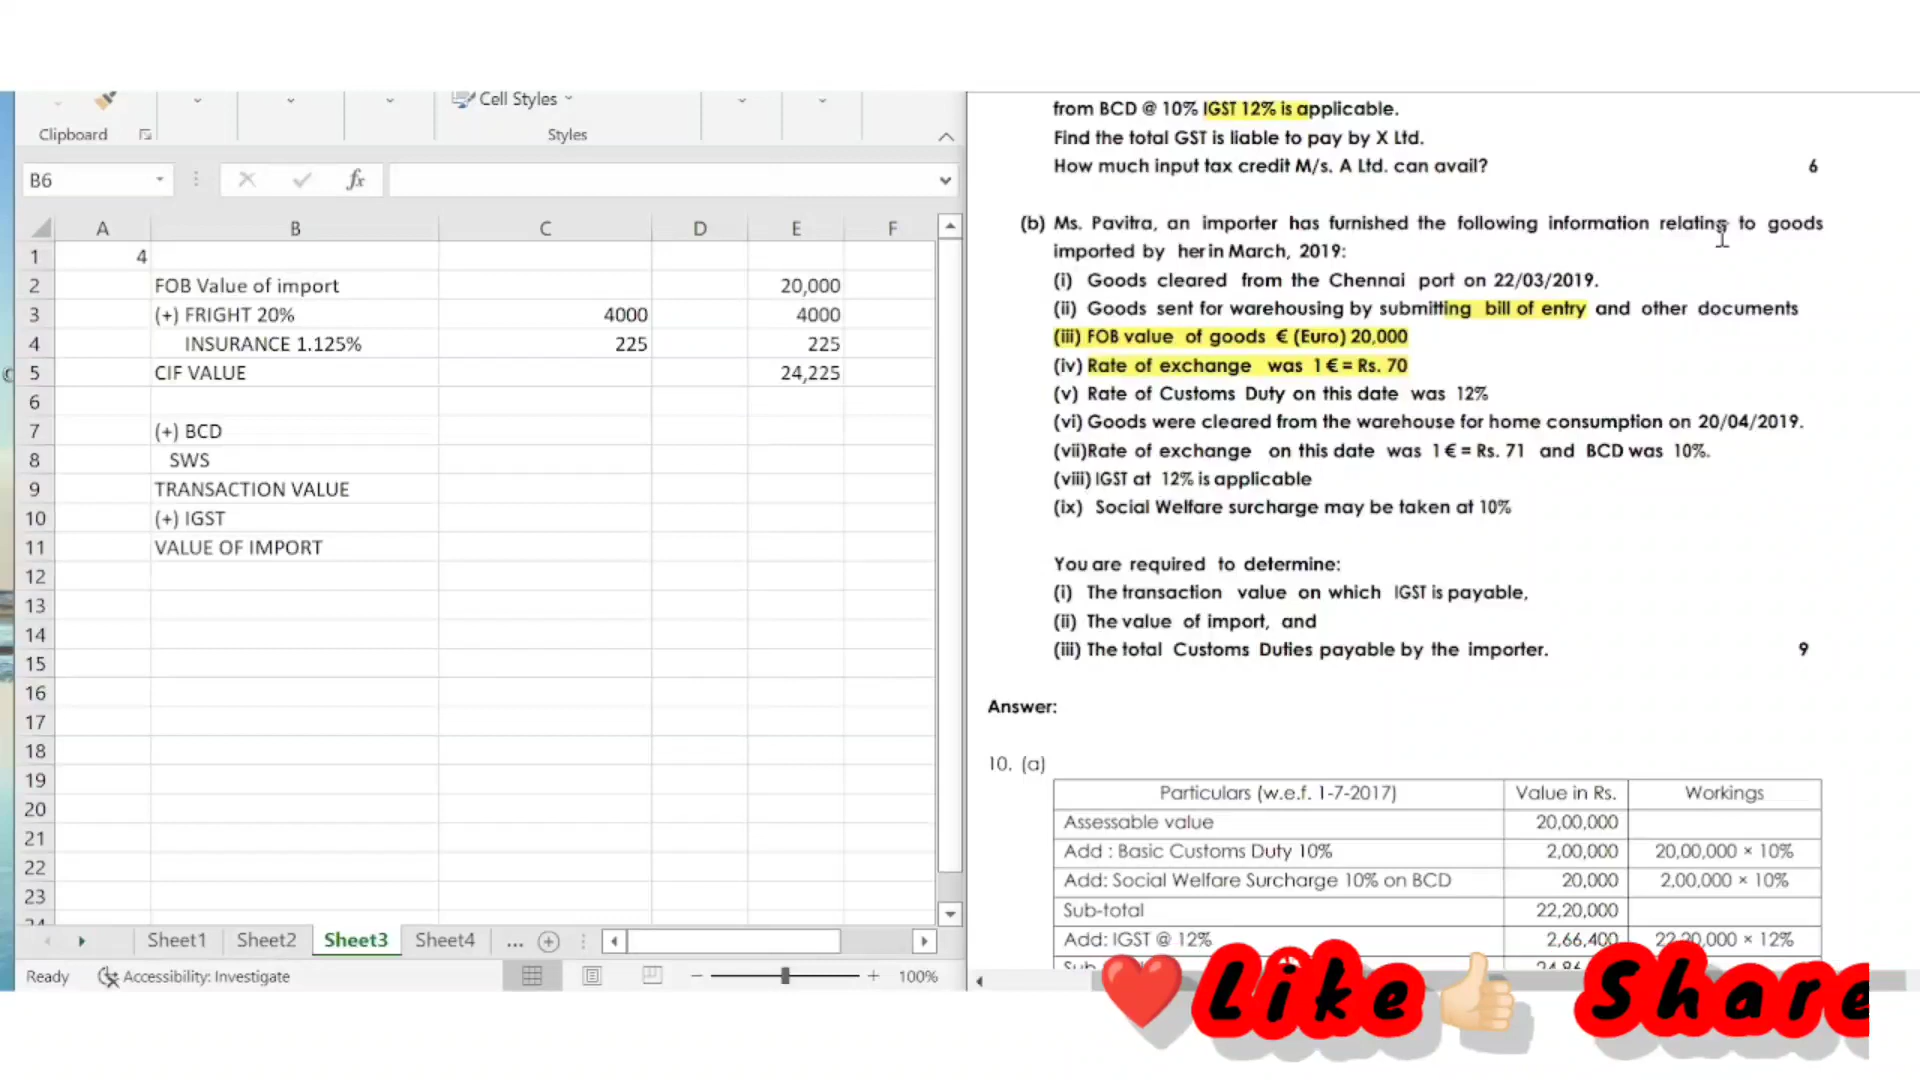 Cell Styles
Clipboard
Styles
B6
fx
A B C D E F
1 4
2 FOB Value of import 20,000
3 (+) FRIGHT 20% 4000 4000
4 INSURANCE 1.125% 225 225
5 CIF VALUE 24,225
6
7 (+) BCD
8 SWS
9 TRANSACTION VALUE
10 (+) IGST
11 VALUE OF IMPORT
12
13
14
15
16
17
18
19
20
21
22
23
Sheet1 Sheet2 Sheet3 Sheet4 ...
Ready Accessibility: Investigate 100%
from BCD @ 10% IGST 12% is applicable.
Find the total GST is liable to pay by X Ltd.
How much input tax credit M/s. A Ltd. can avail? 6
(b) Ms. Pavitra, an importer has furnished the following information relating to goods
imported by her in March, 2019:
(i) Goods cleared from the Chennai port on 22/03/2019.
(ii) Goods sent for warehousing by submitting bill of entry and other documents
(iii) FOB value of goods € (Euro) 20,000
(iv) Rate of exchange was 1 € = Rs. 70
(v) Rate of Customs Duty on this date was 12%
(vi) Goods were cleared from the warehouse for home consumption on 20/04/2019.
(vii)Rate of exchange on this date was 1 € = Rs. 71 and BCD was 10%.
(viii) IGST at 12% is applicable
(ix) Social Welfare surcharge may be taken at 10%
You are required to determine:
(i) The transaction value on which IGST is payable,
(ii) The value of import, and
(iii) The total Customs Duties payable by the importer. 9
Answer:
10. (a)
Particulars (w.e.f. 1-7-2017) Value in Rs. Workings
Assessable value 20,00,000
Add : Basic Customs Duty 10% 2,00,000 20,00,000 × 10%
Add: Social Welfare Surcharge 10% on BCD 20,000 2,00,000 × 10%
Sub-total 22,20,000
Add: IGST @ 12% 2,66,400 22,20,000 × 12%
Like Share